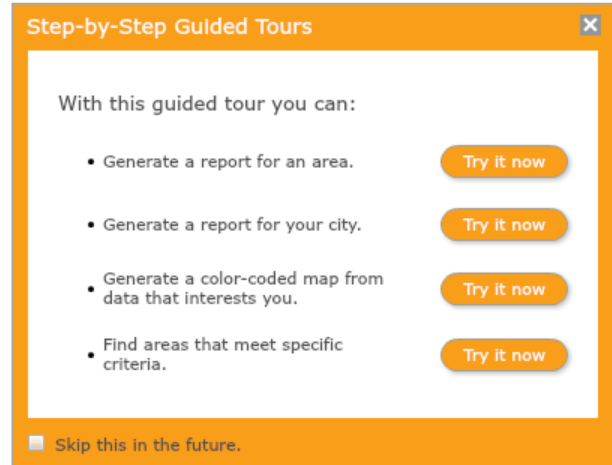 Step-by-Step Guided Tours
With this guided tour you can:
• Generate a report for an area.
Try it now
• Generate a report for your city.
Try it now
• Generate a color-coded map from
data that interests you.
Try it now
• Find areas that meet specific
criteria.
Try it now
Skip this in the future.